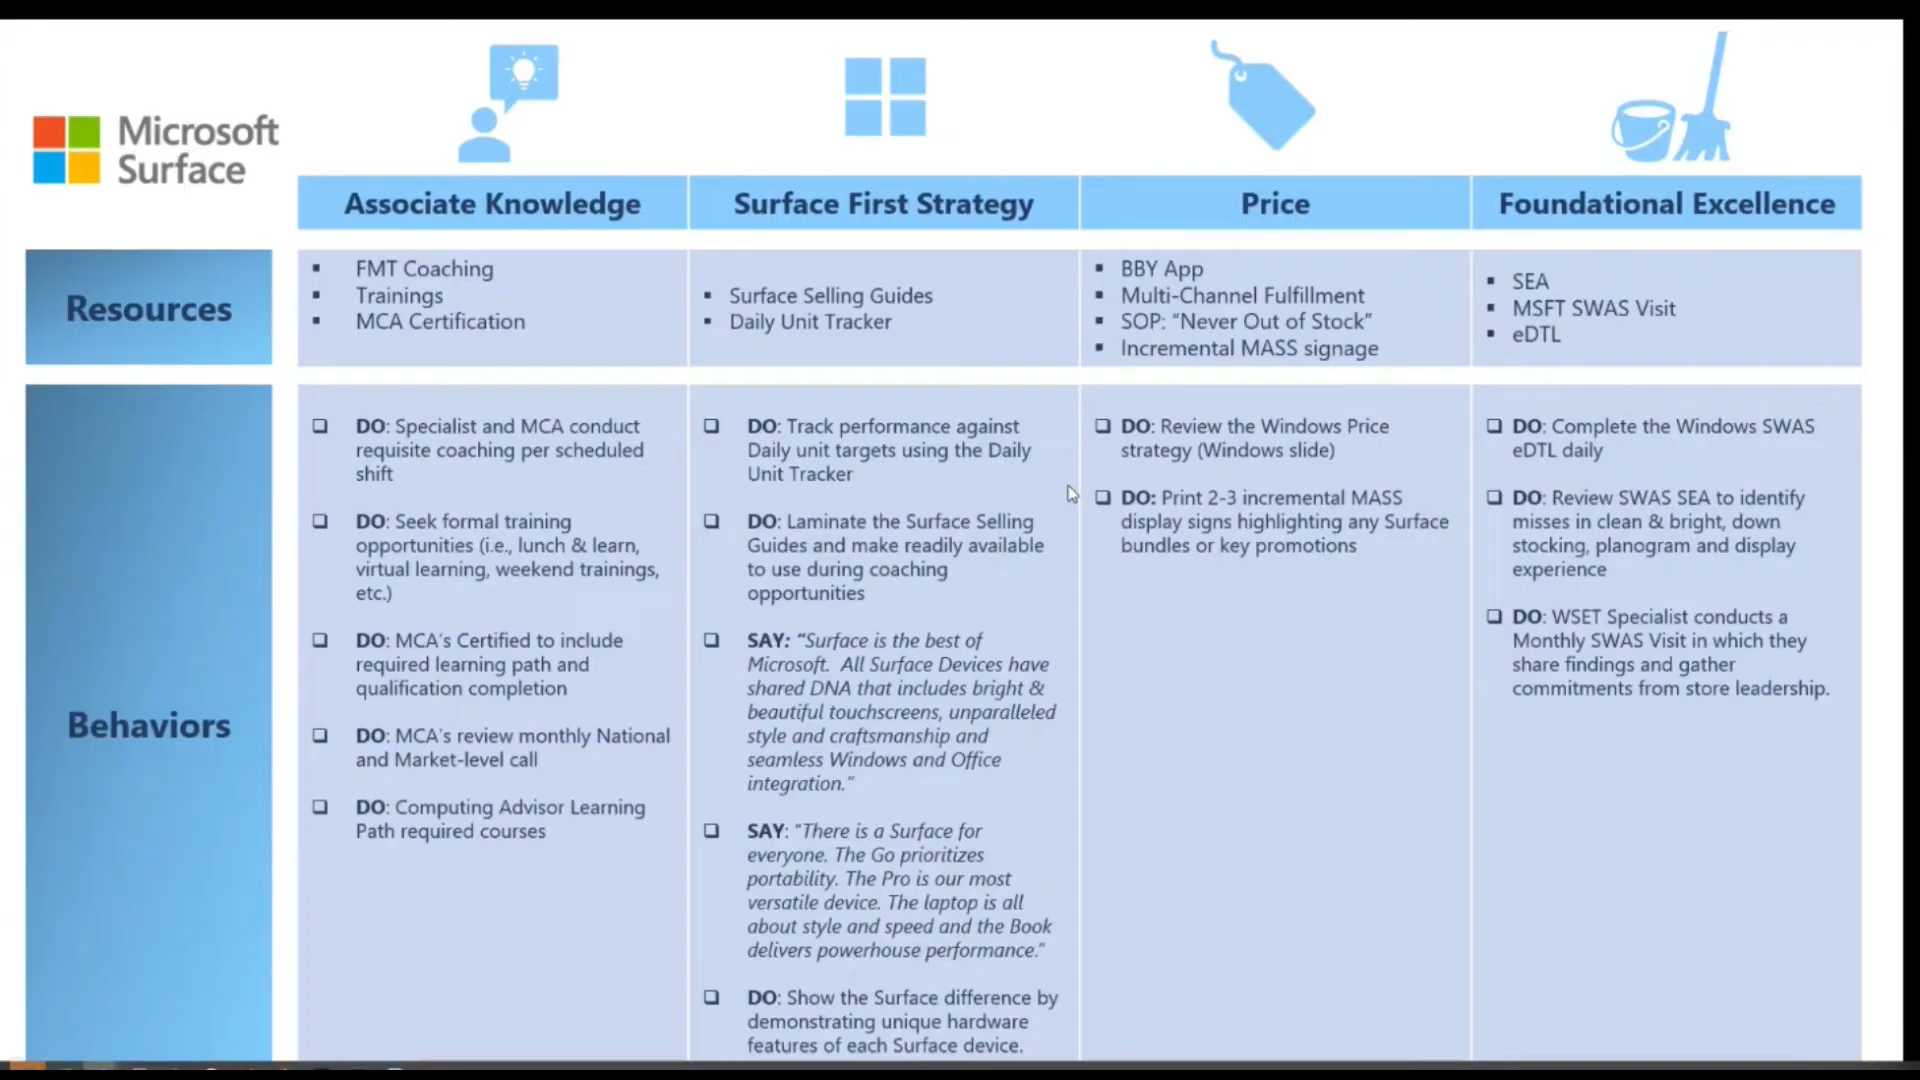 Microsoft
Surface
Associate Knowledge
Surface First Strategy
Price
Foundational Excellence
Resources
▪ FMT Coaching
▪ Trainings
▪ MCA Certification
▪ Surface Selling Guides
▪ Daily Unit Tracker
▪ BBY App
▪ Multi-Channel Fulfillment
▪ SOP: “Never Out of Stock”
▪ Incremental MASS signage
▪ SEA
▪ MSFT SWAS Visit
▪ eDTL
Behaviors
❑ DO: Specialist and MCA conduct
requisite coaching per scheduled
shift
❑ DO: Seek formal training
opportunities (i.e., lunch & learn,
virtual learning, weekend trainings,
etc.)
❑ DO: MCA’s Certified to include
required learning path and
qualification completion
❑ DO: MCA’s review monthly National
and Market-level call
❑ DO: Computing Advisor Learning
Path required courses
❑ DO: Track performance against
Daily unit targets using the Daily
Unit Tracker
❑ DO: Laminate the Surface Selling
Guides and make readily available
to use during coaching
opportunities
❑ SAY: “Surface is the best of
Microsoft. All Surface Devices have
shared DNA that includes bright &
beautiful touchscreens, unparalleled
style and craftsmanship and
seamless Windows and Office
integration.”
❑ SAY: “There is a Surface for
everyone. The Go prioritizes
portability. The Pro is our most
versatile device. The laptop is all
about style and speed and the Book
delivers powerhouse performance.”
❑ DO: Show the Surface difference by
demonstrating unique hardware
features of each Surface device.
❑ DO: Review the Windows Price
strategy (Windows slide)
❑ DO: Print 2-3 incremental MASS
display signs highlighting any Surface
bundles or key promotions
❑ DO: Complete the Windows SWAS
eDTL daily
❑ DO: Review SWAS SEA to identify
misses in clean & bright, down
stocking, planogram and display
experience
❑ DO: WSET Specialist conducts a
Monthly SWAS Visit in which they
share findings and gather
commitments from store leadership.